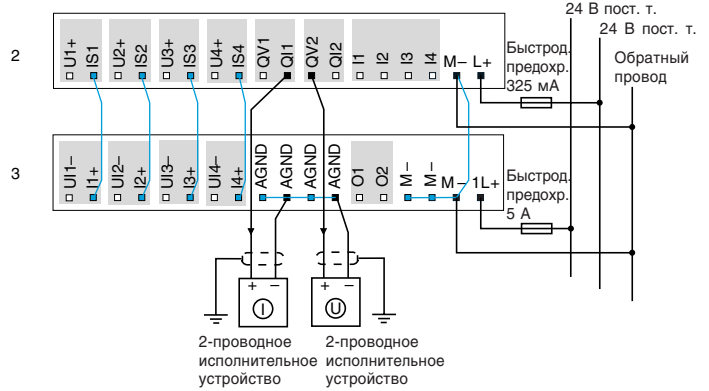 24 В пост. т.
24 В пост. т.
Обратный
провод
2
U1+ IS1 U2+ IS2 U3+ IS3 U4+ IS4 QV1 QI1 QV2 QI2 I1 I2 I3 I4 M– L+
Быстрод.
предохр.
325 мА
3
UI1– I1+ UI2– I2+ UI3– I3+ UI4– I4+ AGND AGND AGND AGND O1 O2 M– M– M– 1L+
Быстрод.
предохр.
5 А
+ –
I
+ –
U
2-проводное
исполнительное
устройство
2-проводное
исполнительное
устройство